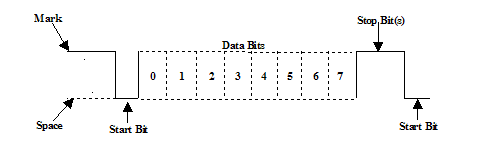 Mark
Stop Bit(s)
Data Bits
0 1 2 3 4 5 6 7
Space
Start Bit
Start Bit